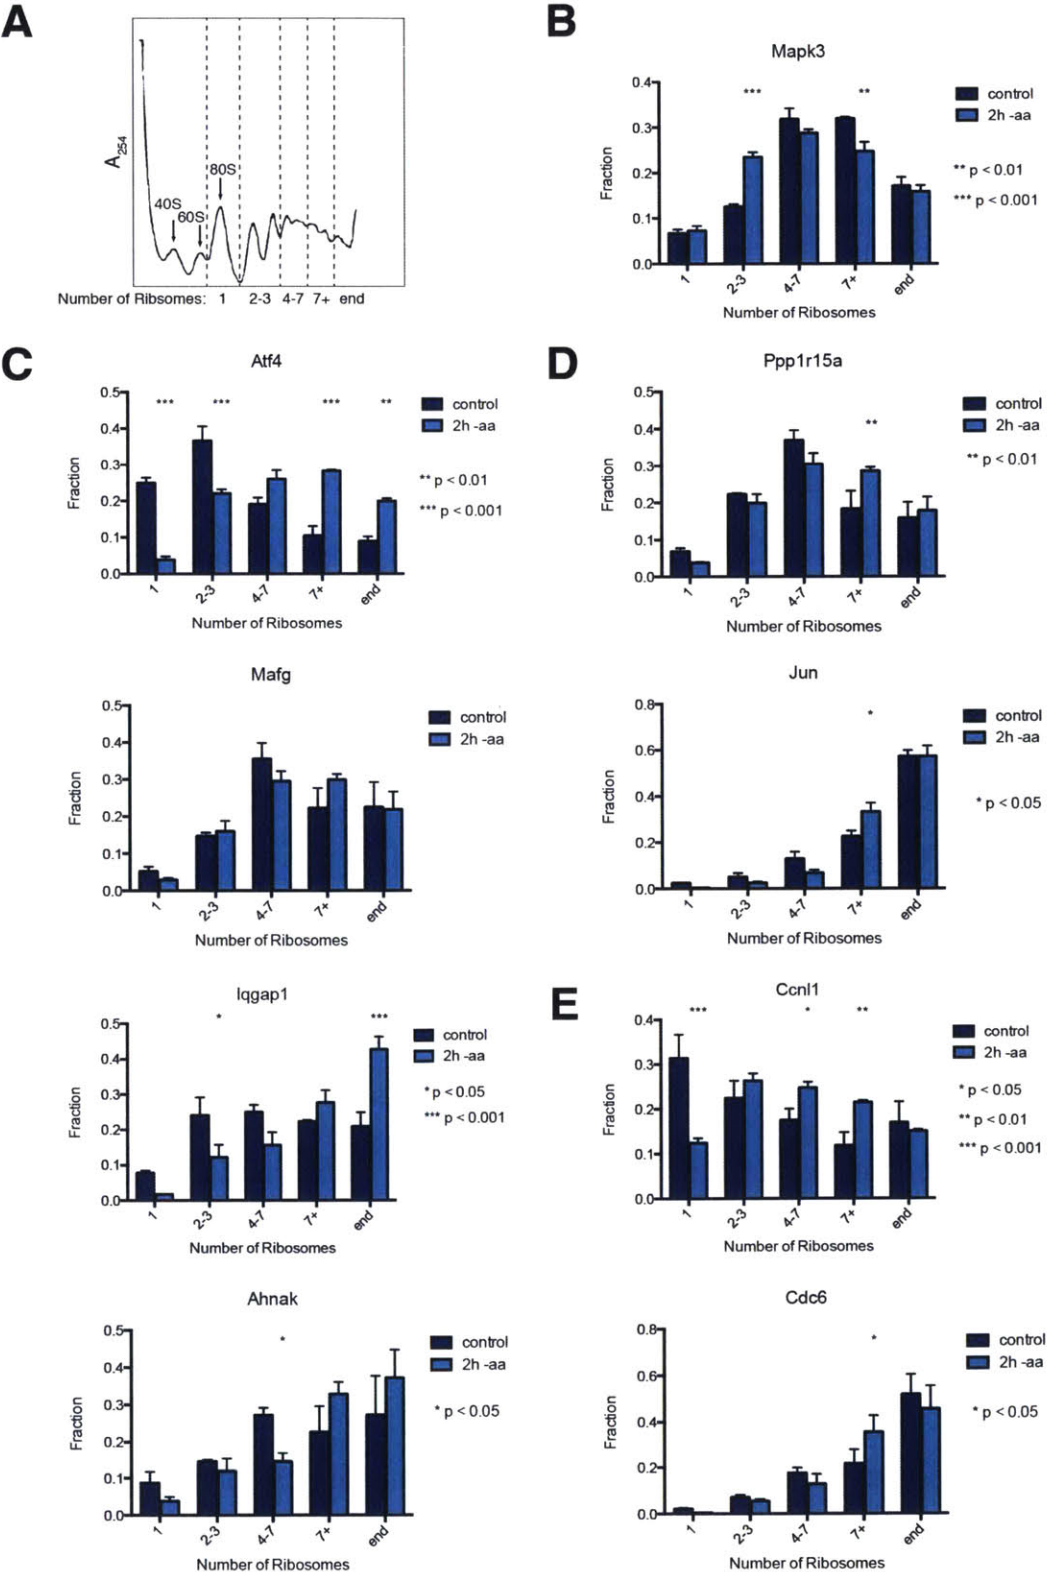 A
A254
40S
60S
80S
Number of Ribsomes: 1 2-3 4-7 7+ end
B
Mapk3
Fraction
0.4
0.3
0.2
0.1
0.0
1 2-3 4-7 7+ end
Number of Ribosomes
*** **
control
2h -aa
** p < 0.01
*** p < 0.001
C
Atf4
Fraction
0.5
0.4
0.3
0.2
0.1
0.0
1 2-3 4-7 7+ end
Number of Ribosomes
*** *** *** **
control
2h -aa
** p < 0.01
*** p < 0.001
Mafg
Fraction
0.5
0.4
0.3
0.2
0.1
0.0
1 2-3 4-7 7+ end
Number of Ribosomes
control
2h -aa
Iqgap1
Fraction
0.5
0.4
0.3
0.2
0.1
0.0
1 2-3 4-7 7+ end
Number of Ribosomes
* ***
control
2h -aa
* p < 0.05
*** p < 0.001
Ahnak
Fraction
0.5
0.4
0.3
0.2
0.1
0.0
1 2-3 4-7 7+ end
Number of Ribosomes
*
control
2h -aa
* p < 0.05
D
Ppp1r15a
Fraction
0.5
0.4
0.3
0.2
0.1
0.0
1 2-3 4-7 7+ end
Number of Ribosomes
**
control
2h -aa
** p < 0.01
Jun
Fraction
0.8
0.6
0.4
0.2
0.0
1 2-3 4-7 7+ end
Number of Ribosomes
*
control
2h -aa
* p < 0.05
E
Ccnl1
Fraction
0.4
0.3
0.2
0.1
0.0
1 2-3 4-7 7+ end
Number of Ribosomes
*** * **
control
2h -aa
* p < 0.05
** p < 0.01
*** p < 0.001
Cdc6
Fraction
0.8
0.6
0.4
0.2
0.0
1 2-3 4-7 7+ end
Number of Ribosomes
*
control
2h -aa
* p < 0.05